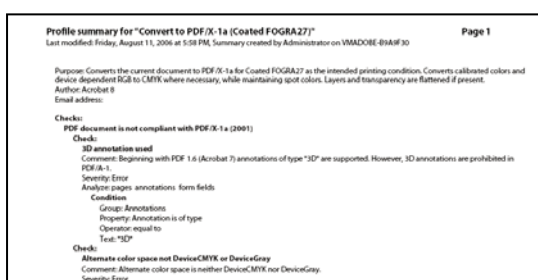 Profile summary for "Convert to PDF/X-1a (Coated FOGRA27)" Page 1
Last modified: Friday, August 11, 2006 at 5:58 PM, Summary created by Administrator on VMADOBE-B9A9F30
Purpose: Converts the current document to PDF/X-1a for Coated FOGRA27 as the intended printing condition. Converts calibrated colors and
device dependent RGB to CMYK where necessary, while maintaining spot colors. Layers and transparency are flattened if present.
Author: Acrobat 8
Email address:
Checks:
PDF document is not compliant with PDF/X-1a (2001)
Check:
3D annotation used
Comment: Beginning with PDF 1.6 (Acrobat 7) annotations of type "3D" are supported. However, 3D annotations are prohibited in
PDF/A-1.
Severity: Error
Analyze: pages annotations form fields
Condition
Group: Annotations
Property: Annotation is of type
Operator: equal to
Text: "3D"
Check:
Alternate color space not DeviceCMYK or DeviceGray
Comment: Alternate color space is neither DeviceCMYK nor DeviceGray.
Severity: Error